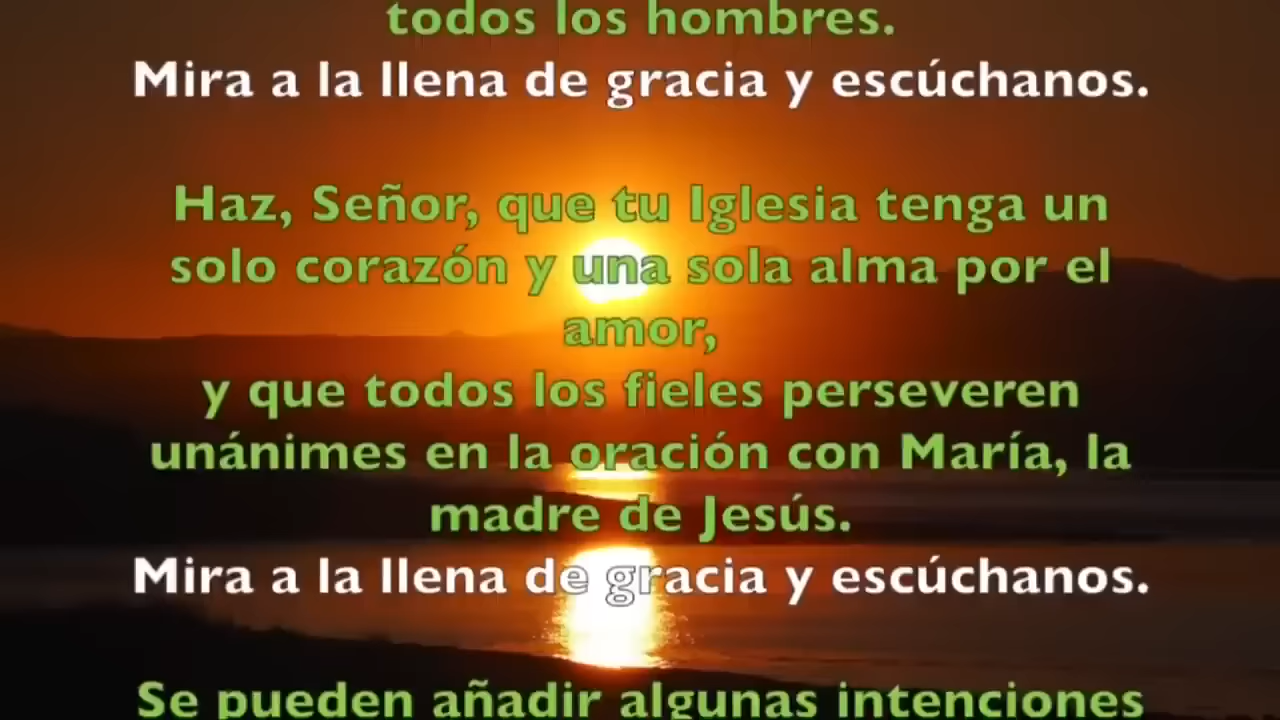 todos los hombres.
Mira a la llena de gracia y escúchanos.
Haz, Señor, que tu Iglesia tenga un
solo corazón y una sola alma por el
amor,
y que todos los fieles perseveren
unánimes en la oración con María, la
madre de Jesús.
Mira a la llena de gracia y escúchanos.
Se pueden añadir algunas intenciones